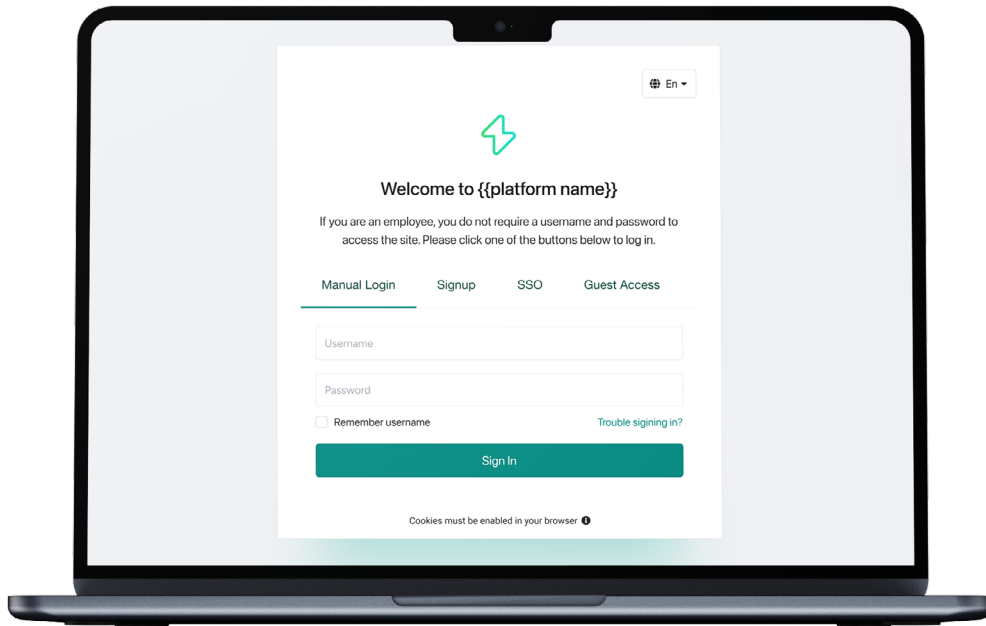 En
Welcome to {{platform name}}
If you are an employee, you do not require a username and password to
access the site. Please click one of the buttons below to log in.
Manual Login Signup SSO Guest Access
Username
Password
Remember username Trouble sigining in?
Sign In
Cookies must be enabled in your browser